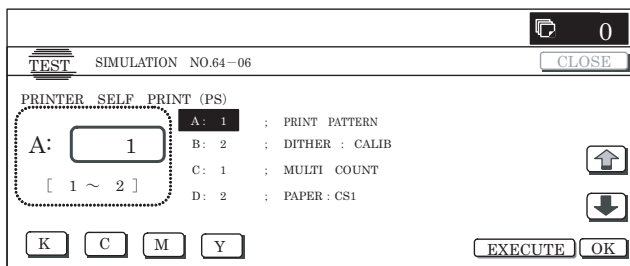 0
TEST SIMULATION NO.64-06 CLOSE
PRINTER SELF PRINT (PS)
A: 1
[ 1 ~ 2 ]
A: 1 ; PRINT PATTERN
B: 2 ; DITHER : CALIB
C: 1 ; MULTI COUNT
D: 2 ; PAPER : CS1
K C M Y EXECUTE OK